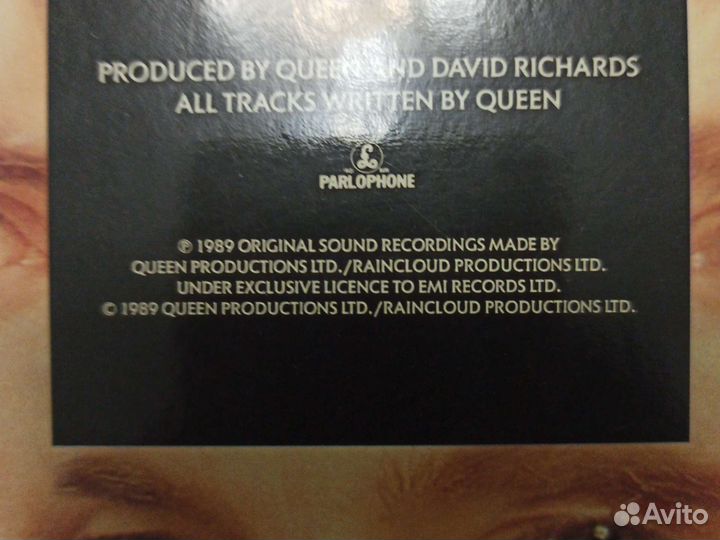 PRODUCED BY QUEEN AND DAVID RICHARDS
ALL TRACKS WRITTEN BY QUEEN
£
PARLOPHONE
℗ 1989 ORIGINAL SOUND RECORDINGS MADE BY
QUEEN PRODUCTIONS LTD./RAINCLOUD PRODUCTIONS LTD.
UNDER EXCLUSIVE LICENCE TO EMI RECORDS LTD.
© 1989 QUEEN PRODUCTIONS LTD./RAINCLOUD PRODUCTIONS LTD.
Avito